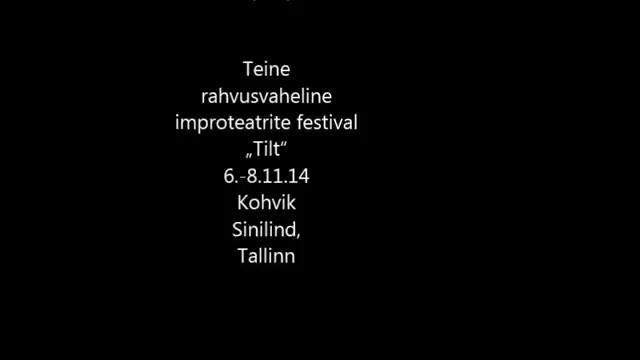 Teine
rahvusvaheline
improteatrite festival
„Tilt“
6.-8.11.14
Kohvik
Sinilind,
Tallinn